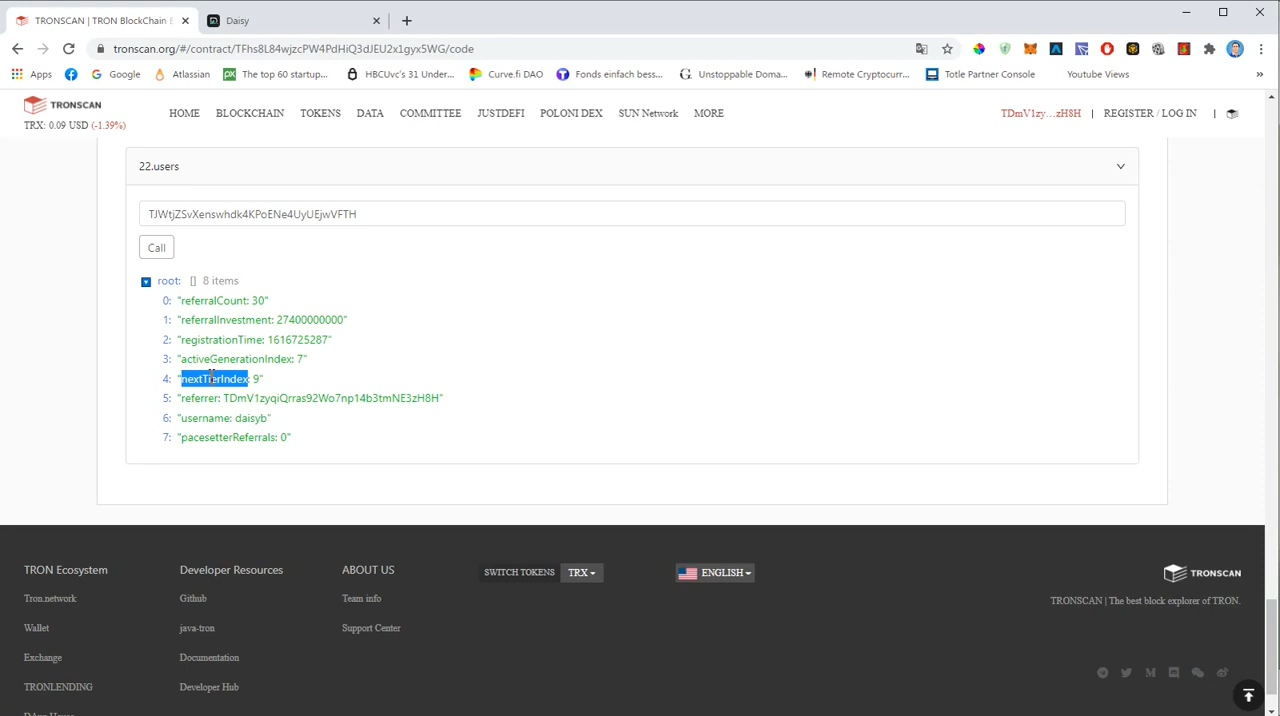 TRONSCAN | TRON BlockChain E
Daisy
tronscan.org/#/contract/TFhs8L84wjzcPW4PdHiQ3dJEU2x1gyx5WG/code
Apps
Google
Atlassian
The top 60 startup...
HBCUvc's 31 Under...
Curve.fi DAO
Fonds einfach bess...
Unstoppable Doma...
Remote Cryptocurr...
Totle Partner Console
Youtube Views
»
TRONSCAN
HOME
BLOCKCHAIN
TOKENS
DATA
COMMITTEE
JUSTDEFI
POLONI DEX
SUN Network
MORE
TDmV1zy....zH8H
REGISTER / LOG IN
TRX: 0.09 USD (-1.39%)
22.users
TJWtjZSvXenswhdk4KPoENe4UyUEjwVFTH
Call
root: [] 8 items
0: "referralCount: 30"
1: "referralInvestment: 27400000000"
2: "registrationTime: 1616725287"
3: "activeGenerationIndex: 7"
4: "nextTierIndex: 9"
5: "referrer: TDmV1zyqiQrras92Wo7np14b3tmNE3zH8H"
6: "username: daisyb"
7: "pacesetterReferrals: 0"
TRON Ecosystem
Developer Resources
ABOUT US
SWITCH TOKENS
TRX
ENGLISH
TRONSCAN
Tron.network
Github
Team info
TRONSCAN | The best block explorer of TRON.
Wallet
java-tron
Support Center
Exchange
Documentation
TRONLENDING
Developer Hub